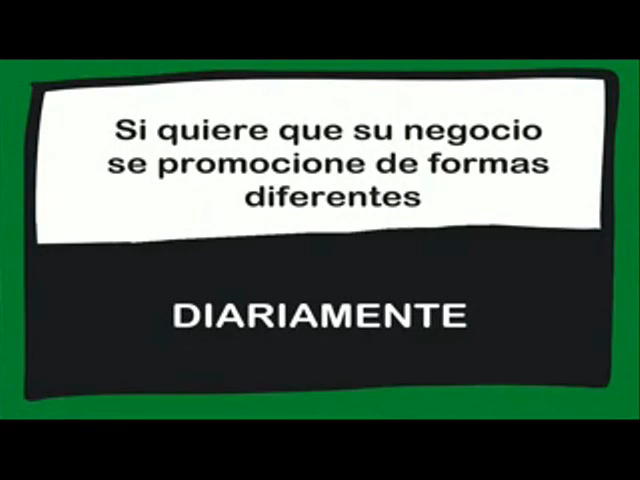 Si quiere que su negocio
se promocione de formas
diferentes
DIARIAMENTE